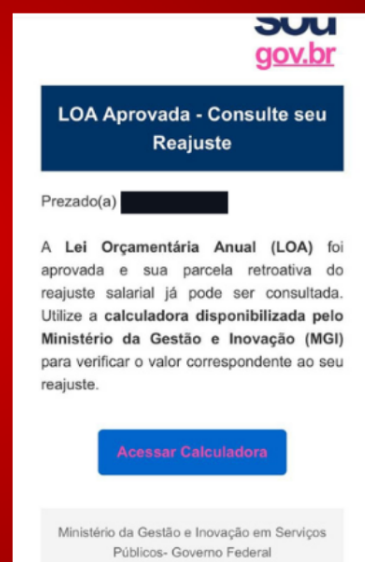 sou
gov.br
LOA Aprovada - Consulte seu
Reajuste
Prezado(a)
A Lei Orçamentária Anual (LOA) foi
aprovada e sua parcela retroativa do
reajuste salarial já pode ser consultada.
Utilize a calculadora disponibilizada pelo
Ministério da Gestão e Inovação (MGI)
para verificar o valor correspondente ao seu
reajuste.
Acessar Calculadora
Ministério da Gestão e Inovação em Serviços
Públicos- Governo Federal